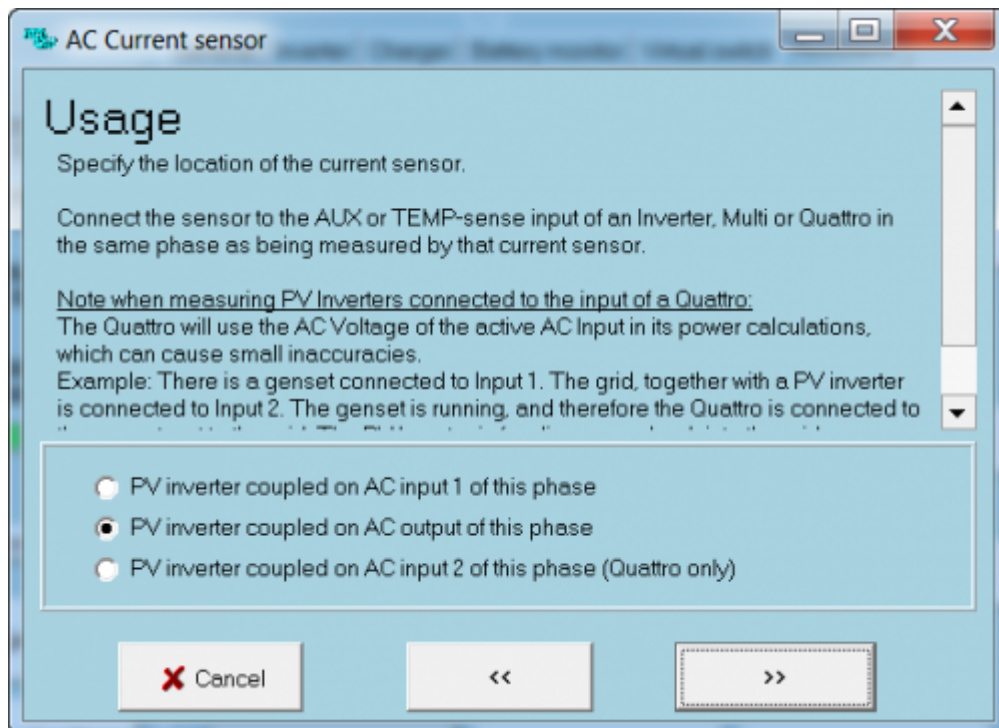 AC Current sensor
Usage
Specify the location of the current sensor.
Connect the sensor to the AUX or TEMP-sense input of an Inverter, Multi or Quattro in
the same phase as being measured by that current sensor.
Note when measuring PV Inverters connected to the input of a Quattro:
The Quattro will use the AC Voltage of the active AC Input in its power calculations,
which can cause small inaccuracies.
Example: There is a genset connected to Input 1. The grid, together with a PV inverter
is connected to Input 2. The genset is running, and therefore the Quattro is connected to
PV inverter coupled on AC input 1 of this phase
PV inverter coupled on AC output of this phase
PV inverter coupled on AC input 2 of this phase (Quattro only)
Cancel
<<
>>